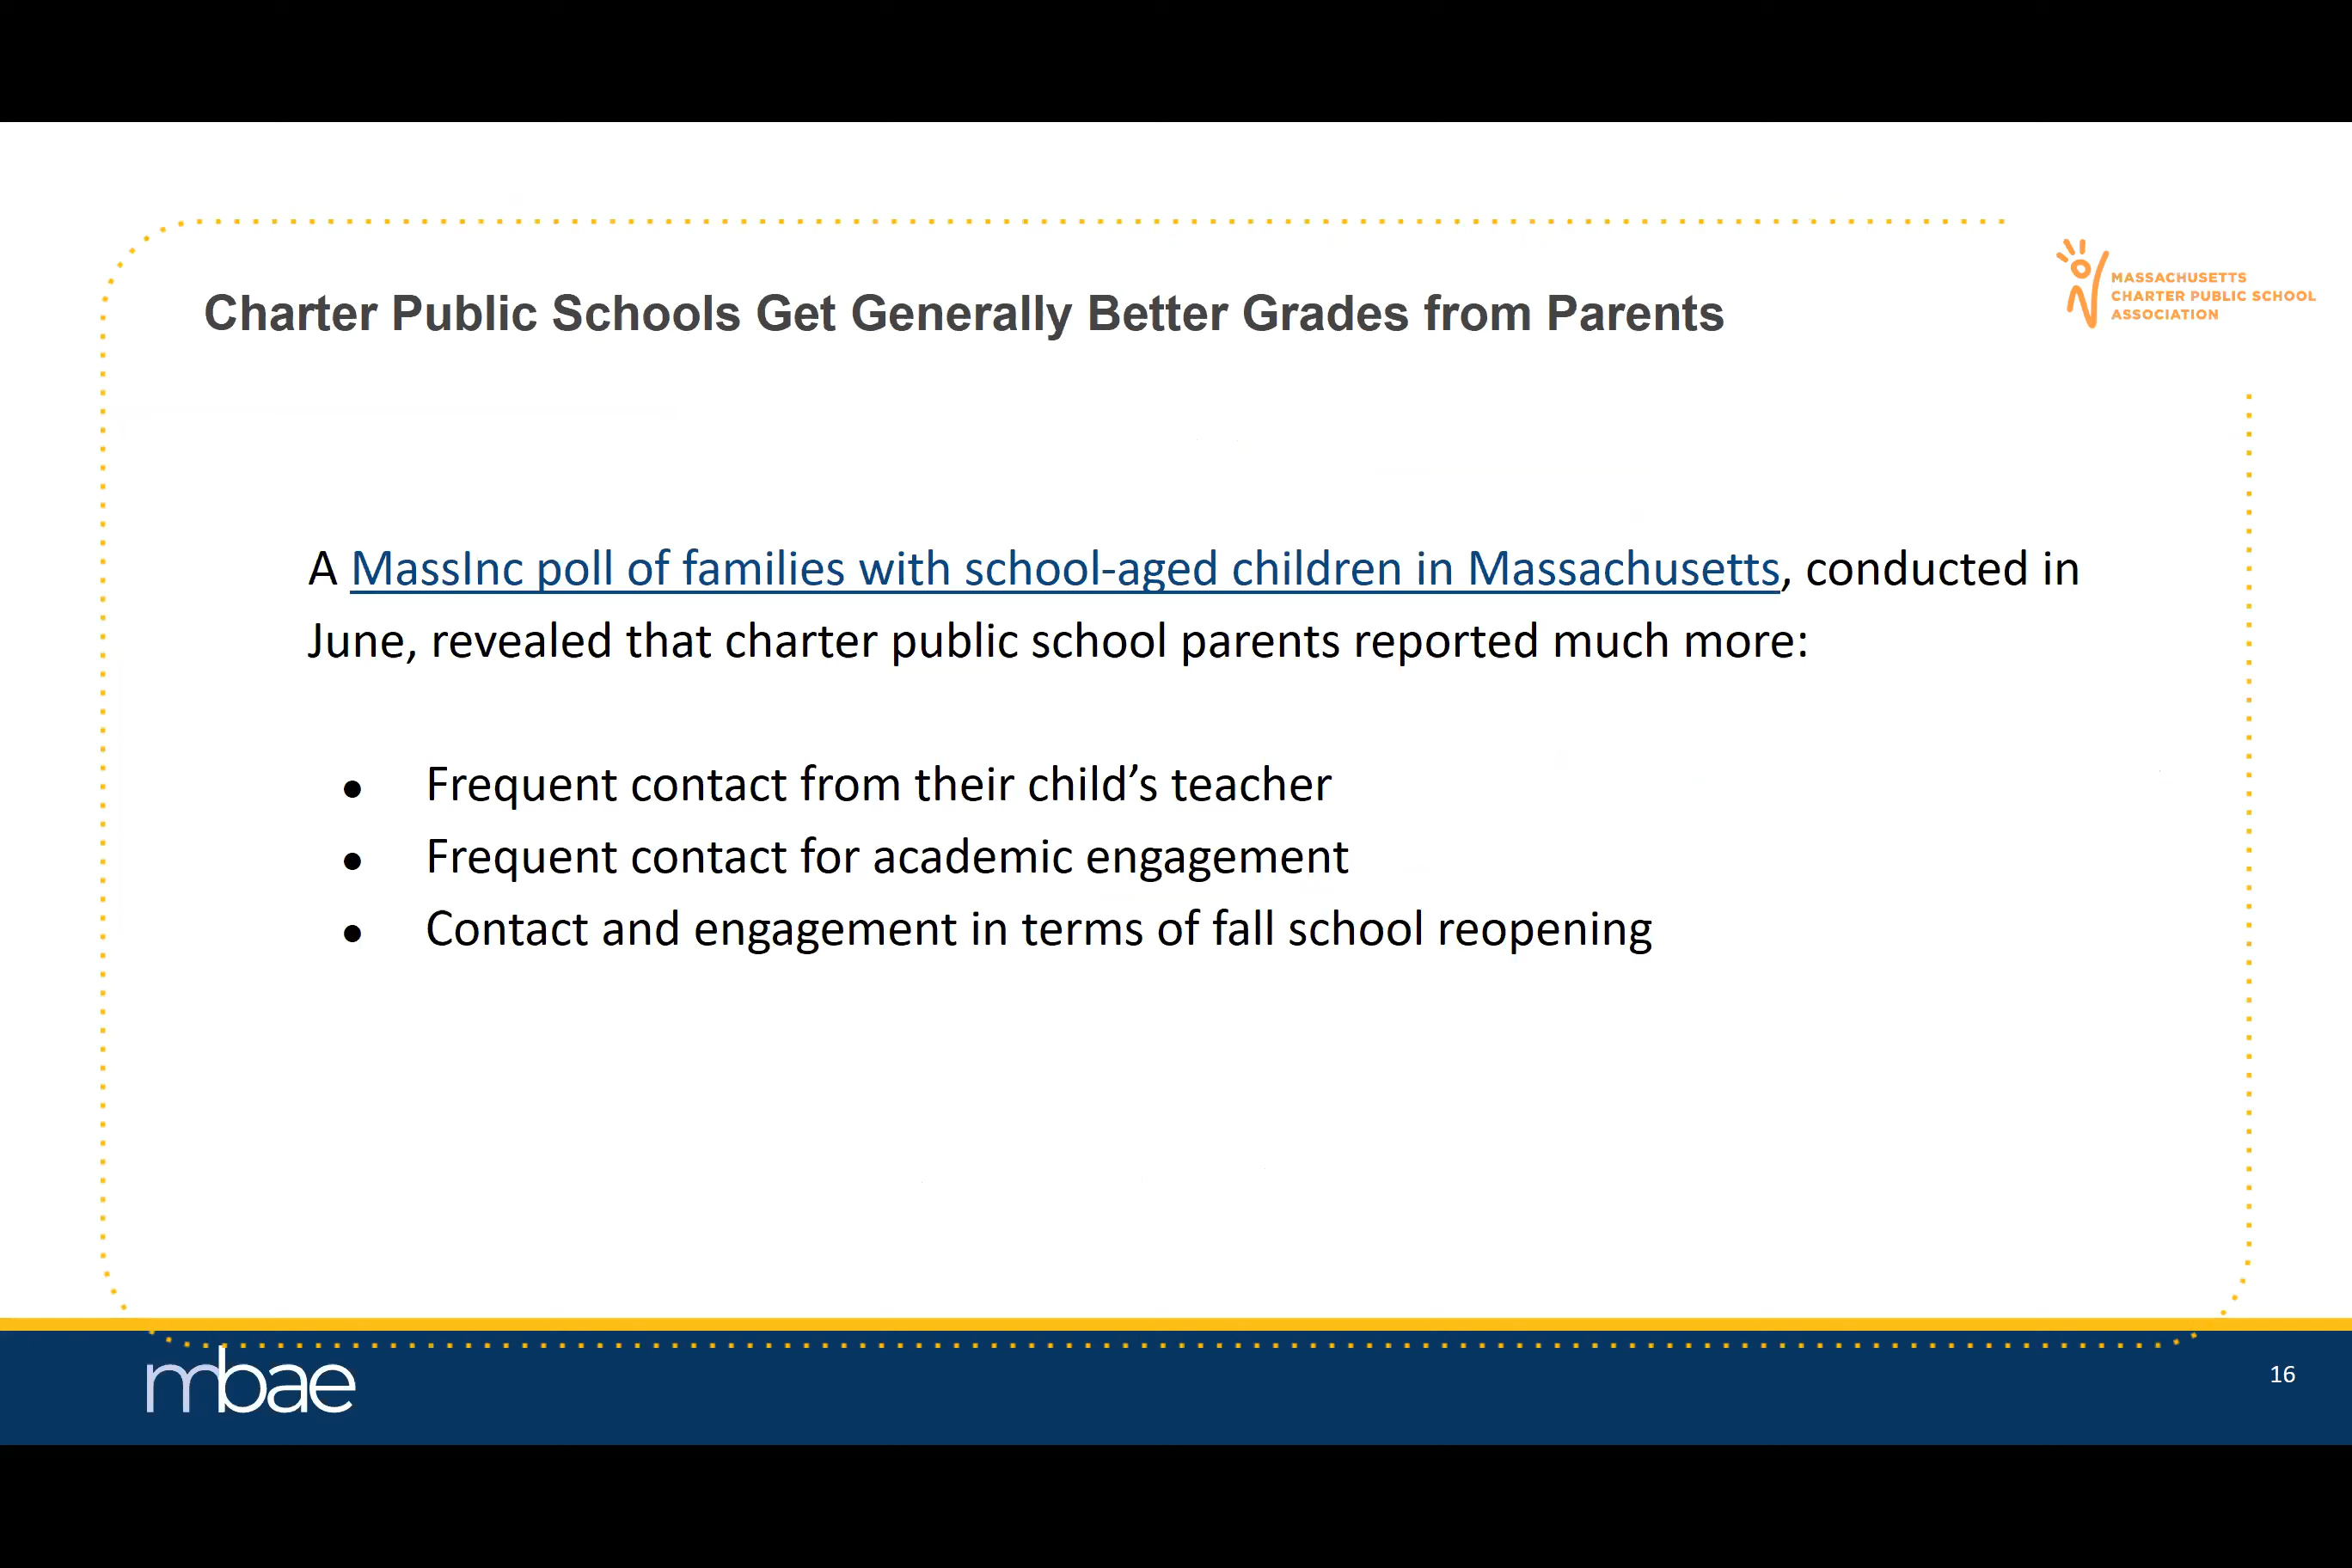 MASSACHUSETTS
CHARTER PUBLIC SCHOOL
ASSOCIATION
Charter Public Schools Get Generally Better Grades from Parents
A MassInc poll of families with school-aged children in Massachusetts, conducted in
June, revealed that charter public school parents reported much more:
● Frequent contact from their child’s teacher
● Frequent contact for academic engagement
● Contact and engagement in terms of fall school reopening
mbae
16